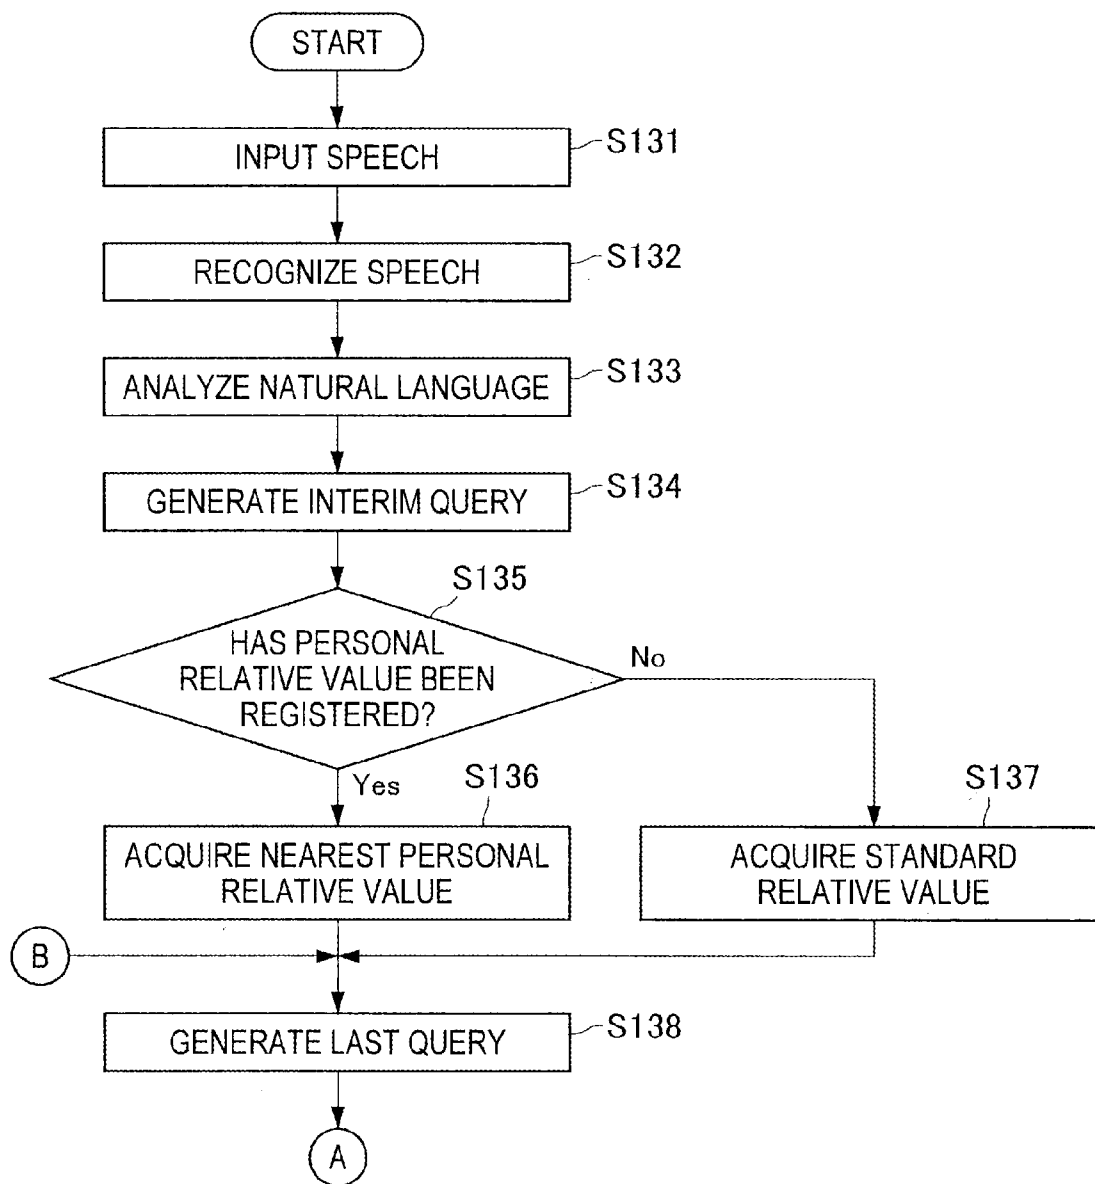 START
INPUT SPEECH
S131
RECOGNIZE SPEECH
S132
ANALYZE NATURAL LANGUAGE
S133
GENERATE INTERIM QUERY
S134
S135
HAS PERSONAL
RELATIVE VALUE BEEN
REGISTERED?
No
Yes
S136
ACQUIRE NEAREST PERSONAL
RELATIVE VALUE
S137
ACQUIRE STANDARD
RELATIVE VALUE
B
GENERATE LAST QUERY
S138
A